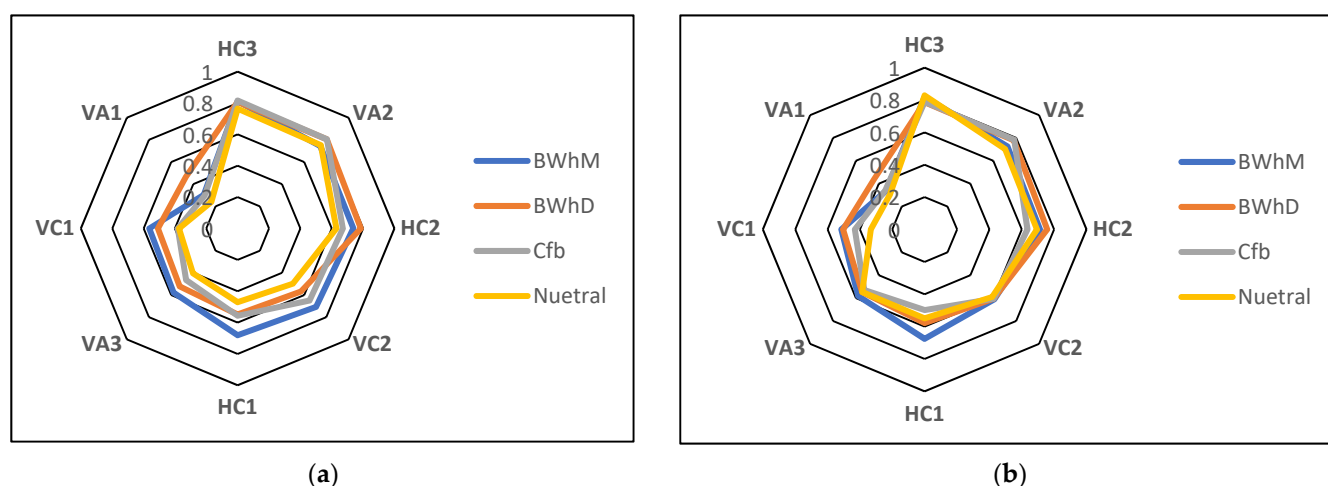 HC3
VA2
HC2
VC2
HC1
VA3
VC1
VA1
1
0.8
0.6
0.4
0.2
0
BWhM
BWhD
Cfb
Nuetral
(a)
HC3
VA2
HC2
VC2
HC1
VA3
VC1
VA1
1
0.8
0.6
0.4
0.2
0
BWhM
BWhD
Cfb
Nuetral
(b)